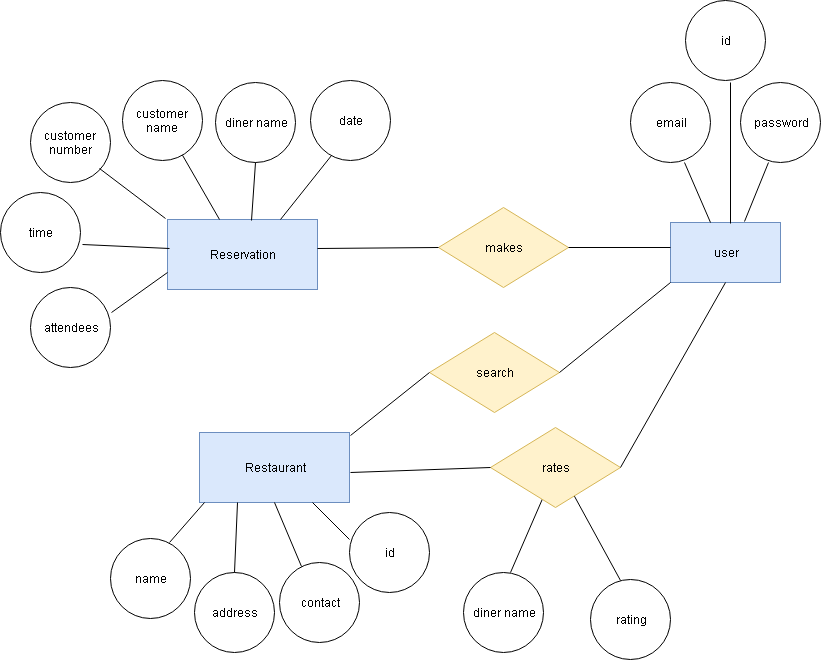 id
customer
name
diner name
date
email
password
customer
number
time
Reservation
makes
user
attendees
search
Restaurant
rates
id
name
contact
address
diner name
rating